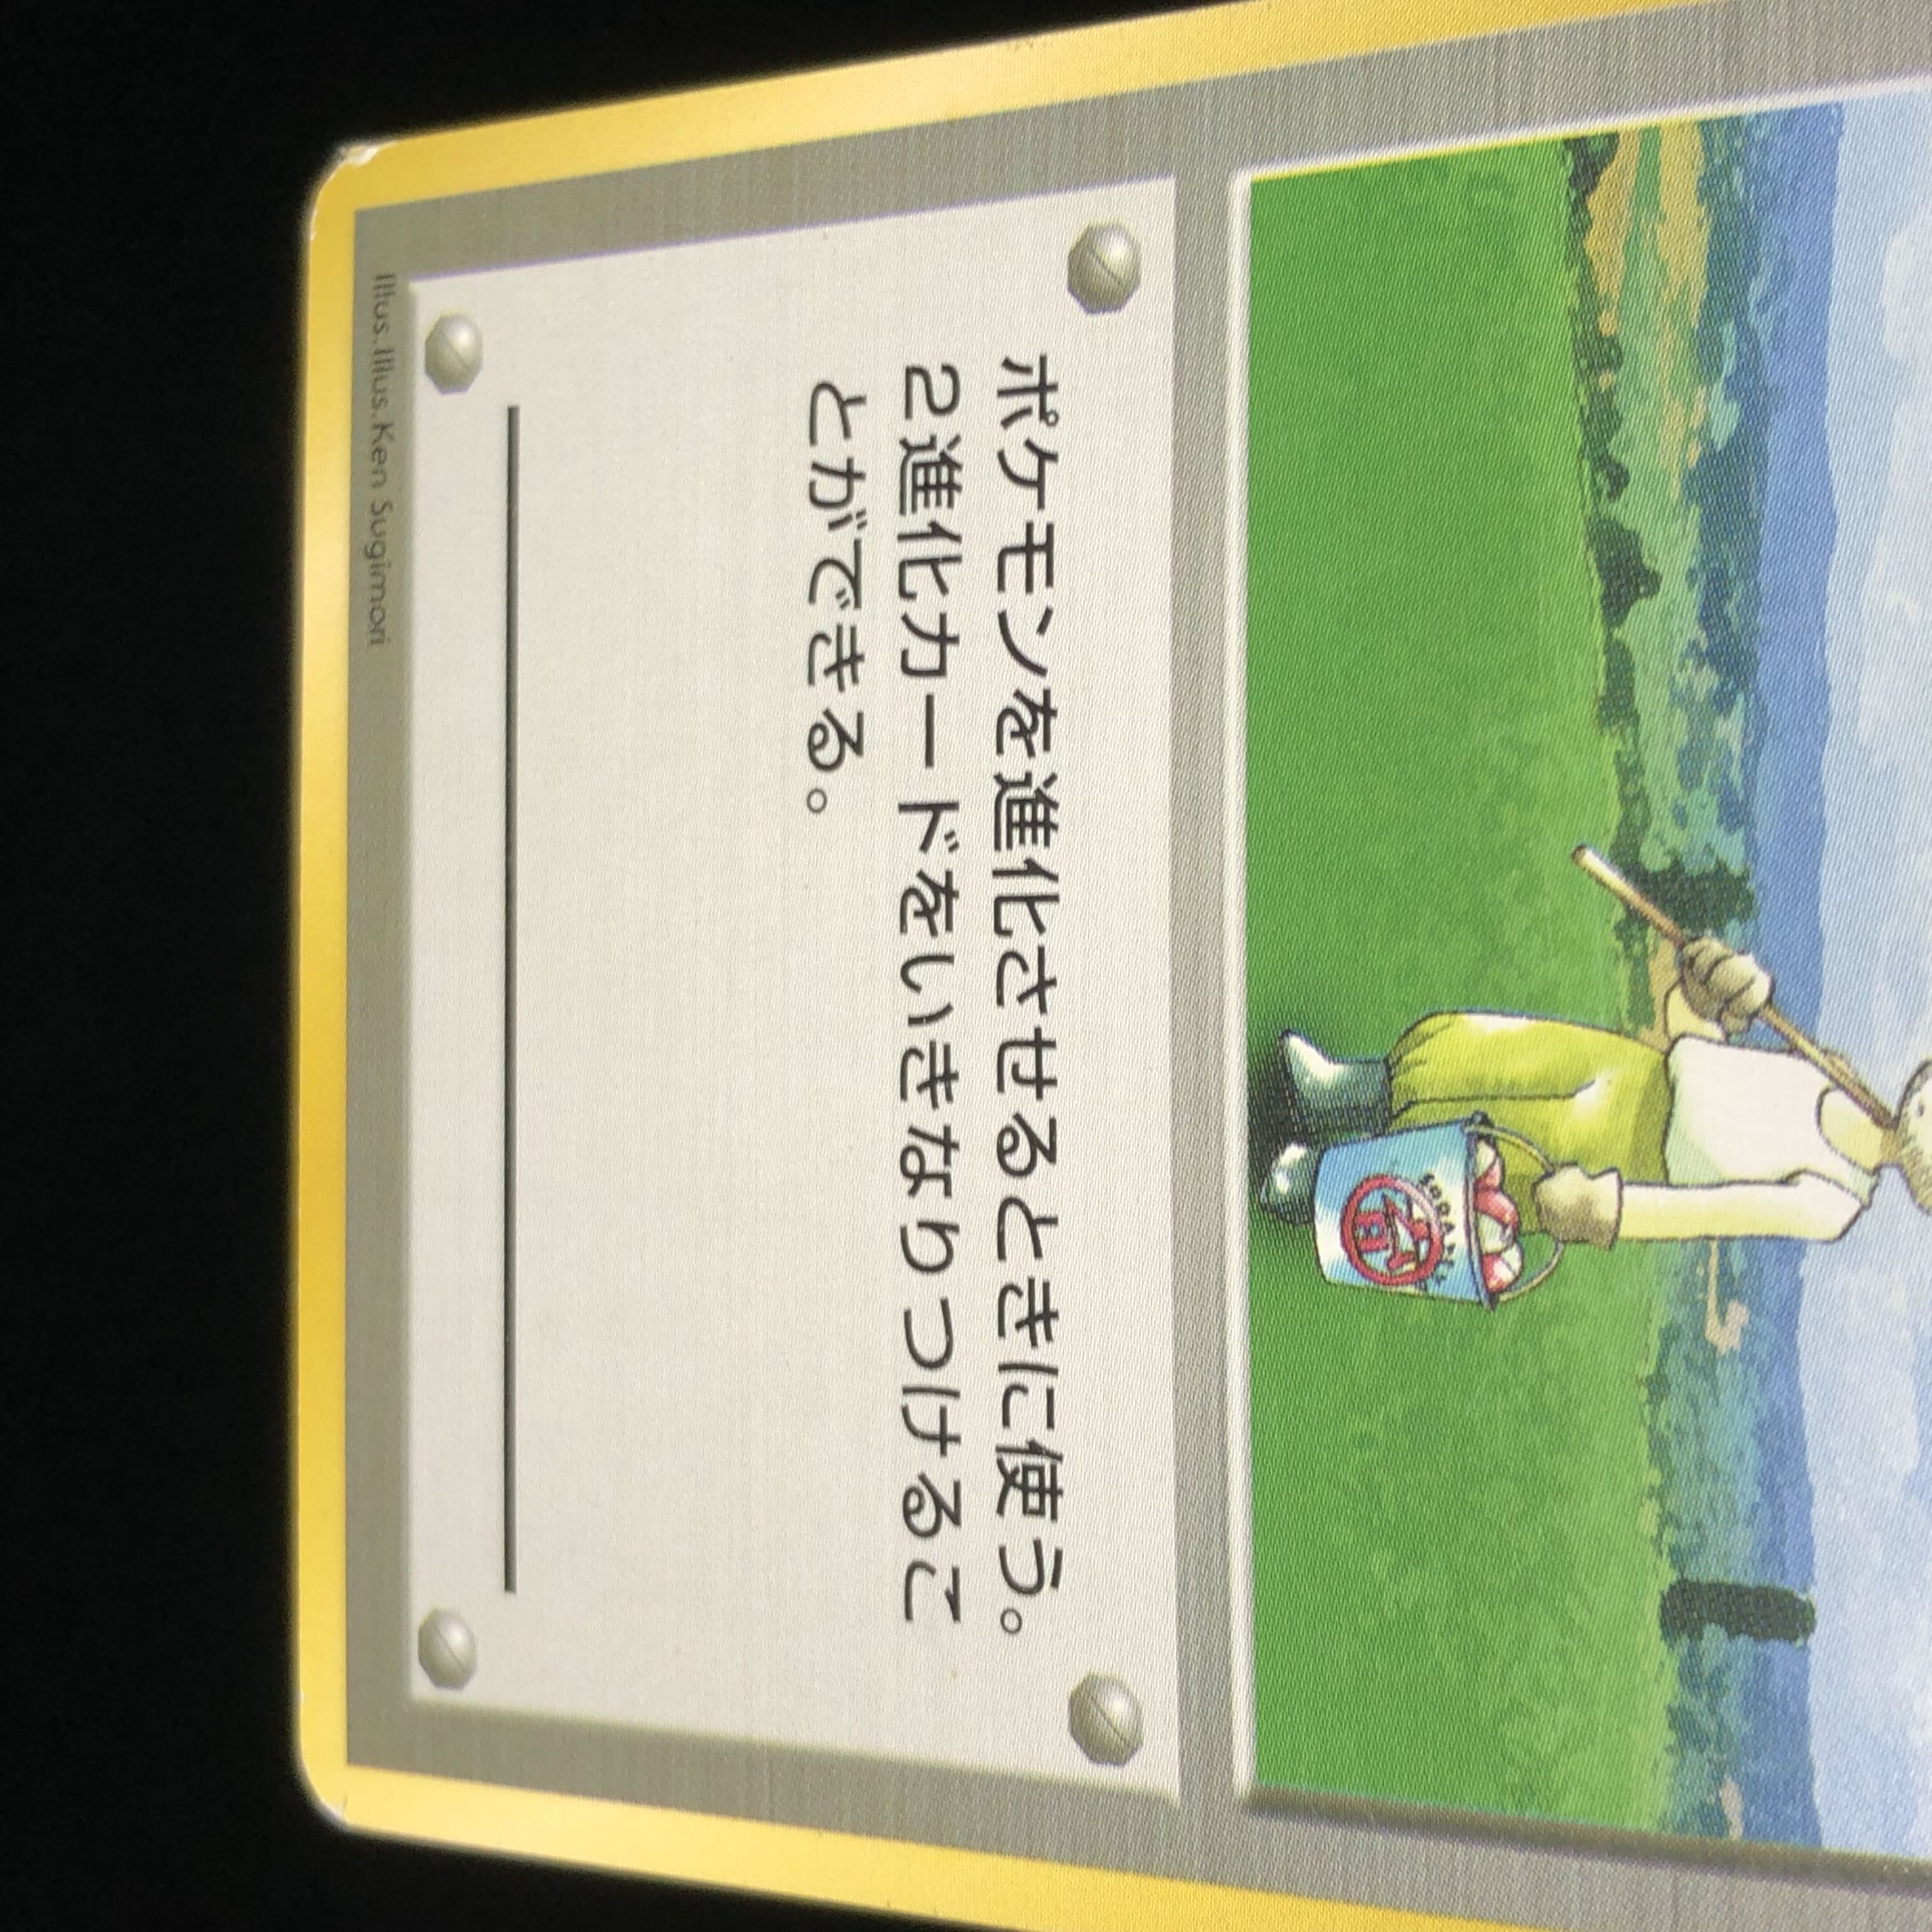 ポケモンを進化させるときに使う。
2進化カードをいきなりつけるこ
とができる。
Illus.Illus.Ken Sugimori